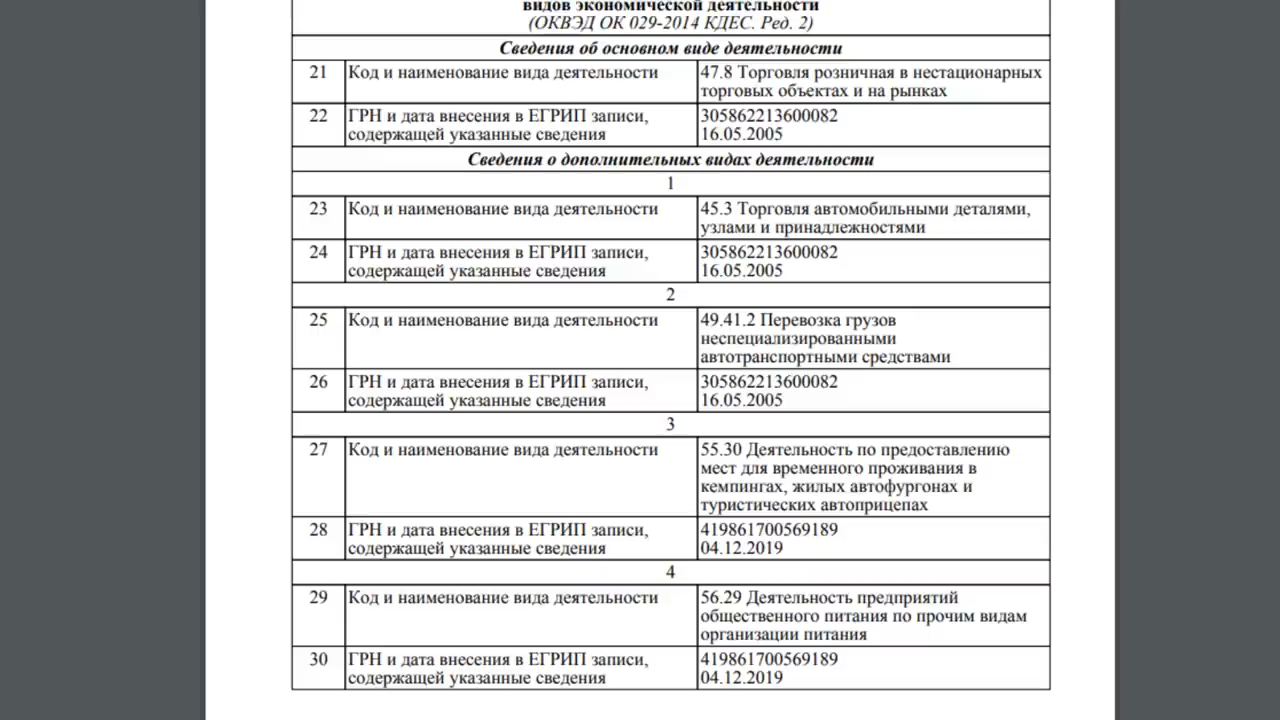 видов экономической деятельности
(ОКВЭД ОК 029-2014 КДЕС. Ред. 2)
Сведения об основном виде деятельности
21 Код и наименование вида деятельности 47.8 Торговля розничная в нестационарных
торговых объектах и на рынках
22 ГРН и дата внесения в ЕГРИП записи, 305862213600082
содержащей указанные сведения 16.05.2005
Сведения о дополнительных видах деятельности
1
23 Код и наименование вида деятельности 45.3 Торговля автомобильными деталями,
узлами и принадлежностями
24 ГРН и дата внесения в ЕГРИП записи, 305862213600082
содержащей указанные сведения 16.05.2005
2
25 Код и наименование вида деятельности 49.41.2 Перевозка грузов
неспециализированными
автотранспортными средствами
26 ГРН и дата внесения в ЕГРИП записи, 305862213600082
содержащей указанные сведения 16.05.2005
3
27 Код и наименование вида деятельности 55.30 Деятельность по предоставлению
мест для временного проживания в
кемпингах, жилых автофургонах и
туристических автоприцепах
28 ГРН и дата внесения в ЕГРИП записи, 419861700569189
содержащей указанные сведения 04.12.2019
4
29 Код и наименование вида деятельности 56.29 Деятельность предприятий
общественного питания по прочим видам
организации питания
30 ГРН и дата внесения в ЕГРИП записи, 419861700569189
содержащей указанные сведения 04.12.2019